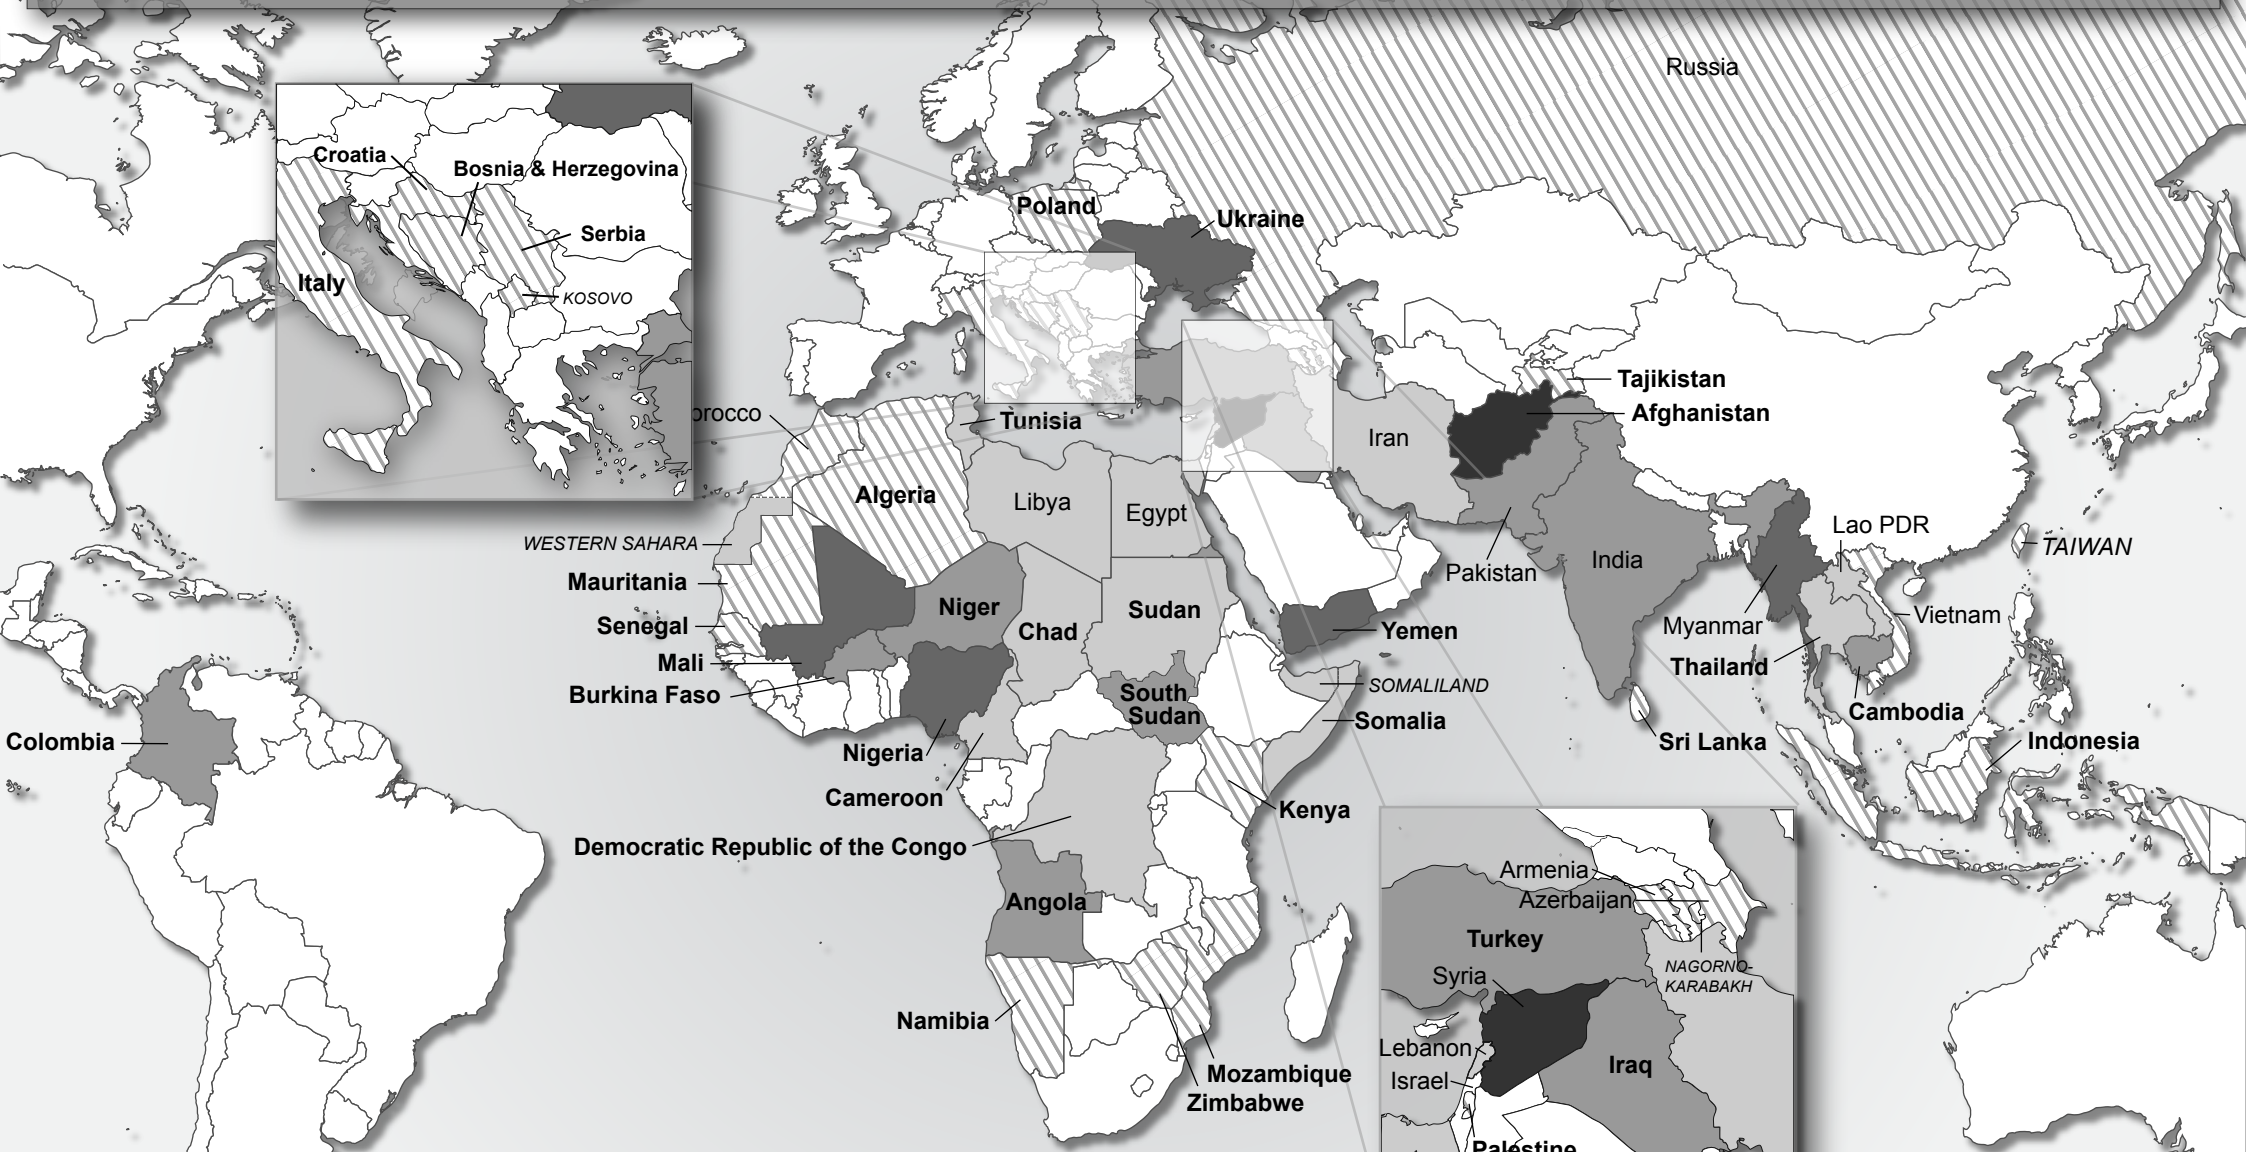 Russia
Croatia
Bosnia & Herzegovina
Serbia
Italy
KOSOVO
Poland
Ukraine
Tajikistan
Afghanistan
orocco
Tunisia
Iran
Algeria
Libya
Egypt
WESTERN SAHARA
Lao PDR
TAIWAN
India
Pakistan
Mauritania
Niger
Sudan
Senegal
Chad
Yemen
Myanmar
Vietnam
Mali
Thailand
Burkina Faso
South
Sudan
SOMALILAND
Somalia
Cambodia
Colombia
Nigeria
Sri Lanka
Indonesia
Cameroon
Kenya
Democratic Republic of the Congo
Armenia
Azerbaijan
Angola
Turkey
NAGORNO-
KARABAKH
Syria
Namibia
Lebanon
Iraq
Israel
Mozambique
Zimbabwe
Palestine